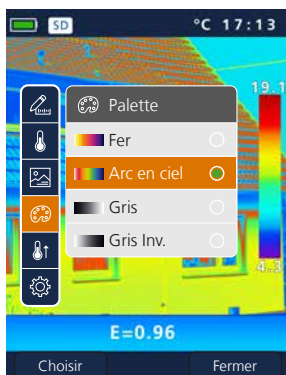 SD °C 17:13
19.1
Palette
Fer
Arc en ciel
Gris
Gris Inv.
4.3
E=0.96
Choisir Fermer